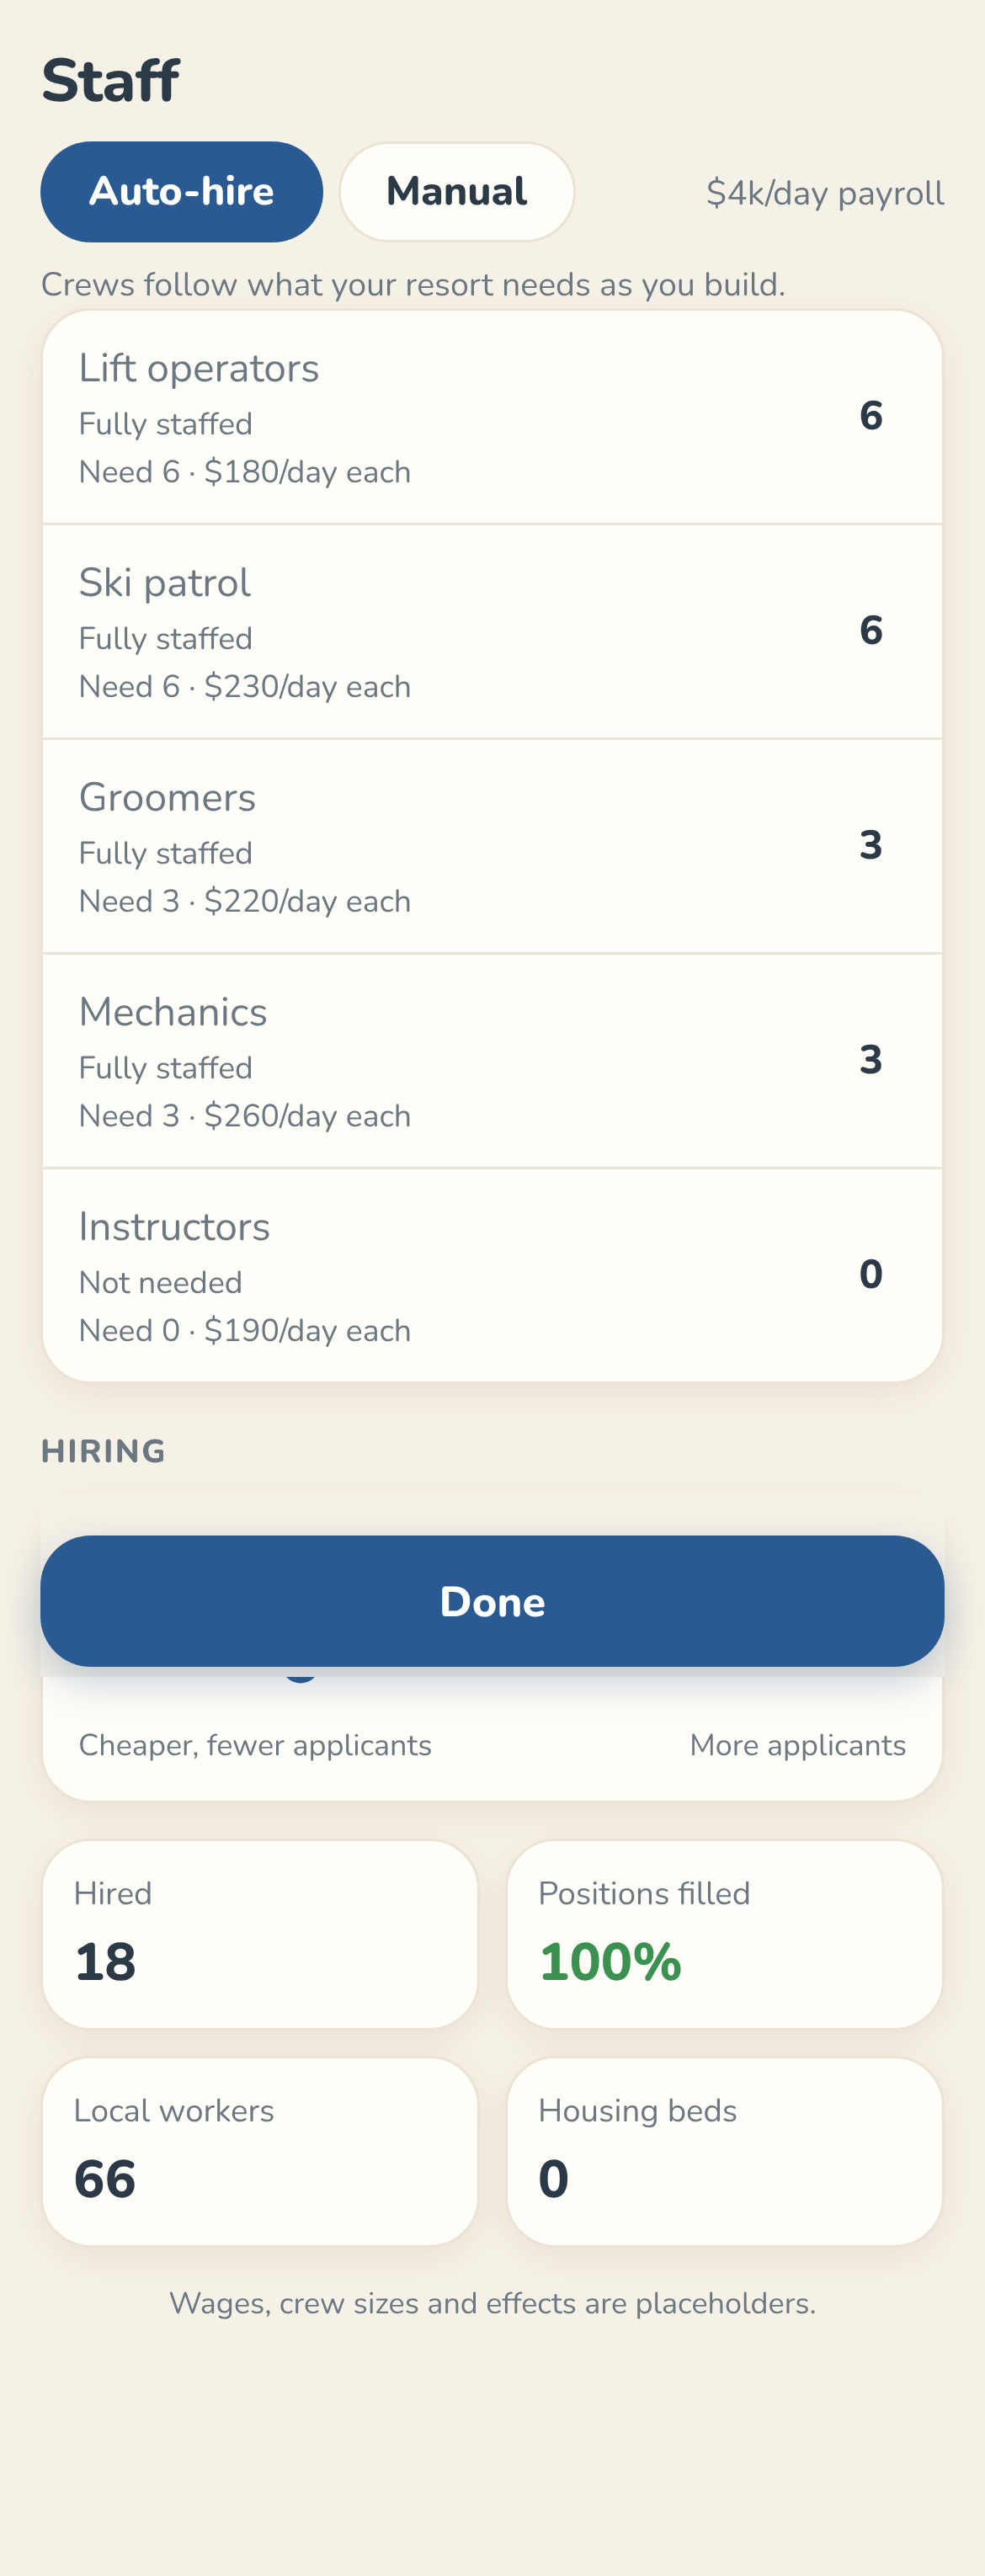 Staff
Auto-hire
Manual
$4k/day payroll
Crews follow what your resort needs as you build.
Lift operators
Fully staffed
Need 6 · $180/day each
6
Ski patrol
Fully staffed
Need 6 · $230/day each
6
Groomers
Fully staffed
Need 3 · $220/day each
3
Mechanics
Fully staffed
Need 3 · $260/day each
3
Instructors
Not needed
Need 0 · $190/day each
0
HIRING
Done
Cheaper, fewer applicants
More applicants
Hired
18
Positions filled
100%
Local workers
66
Housing beds
0
Wages, crew sizes and effects are placeholders.